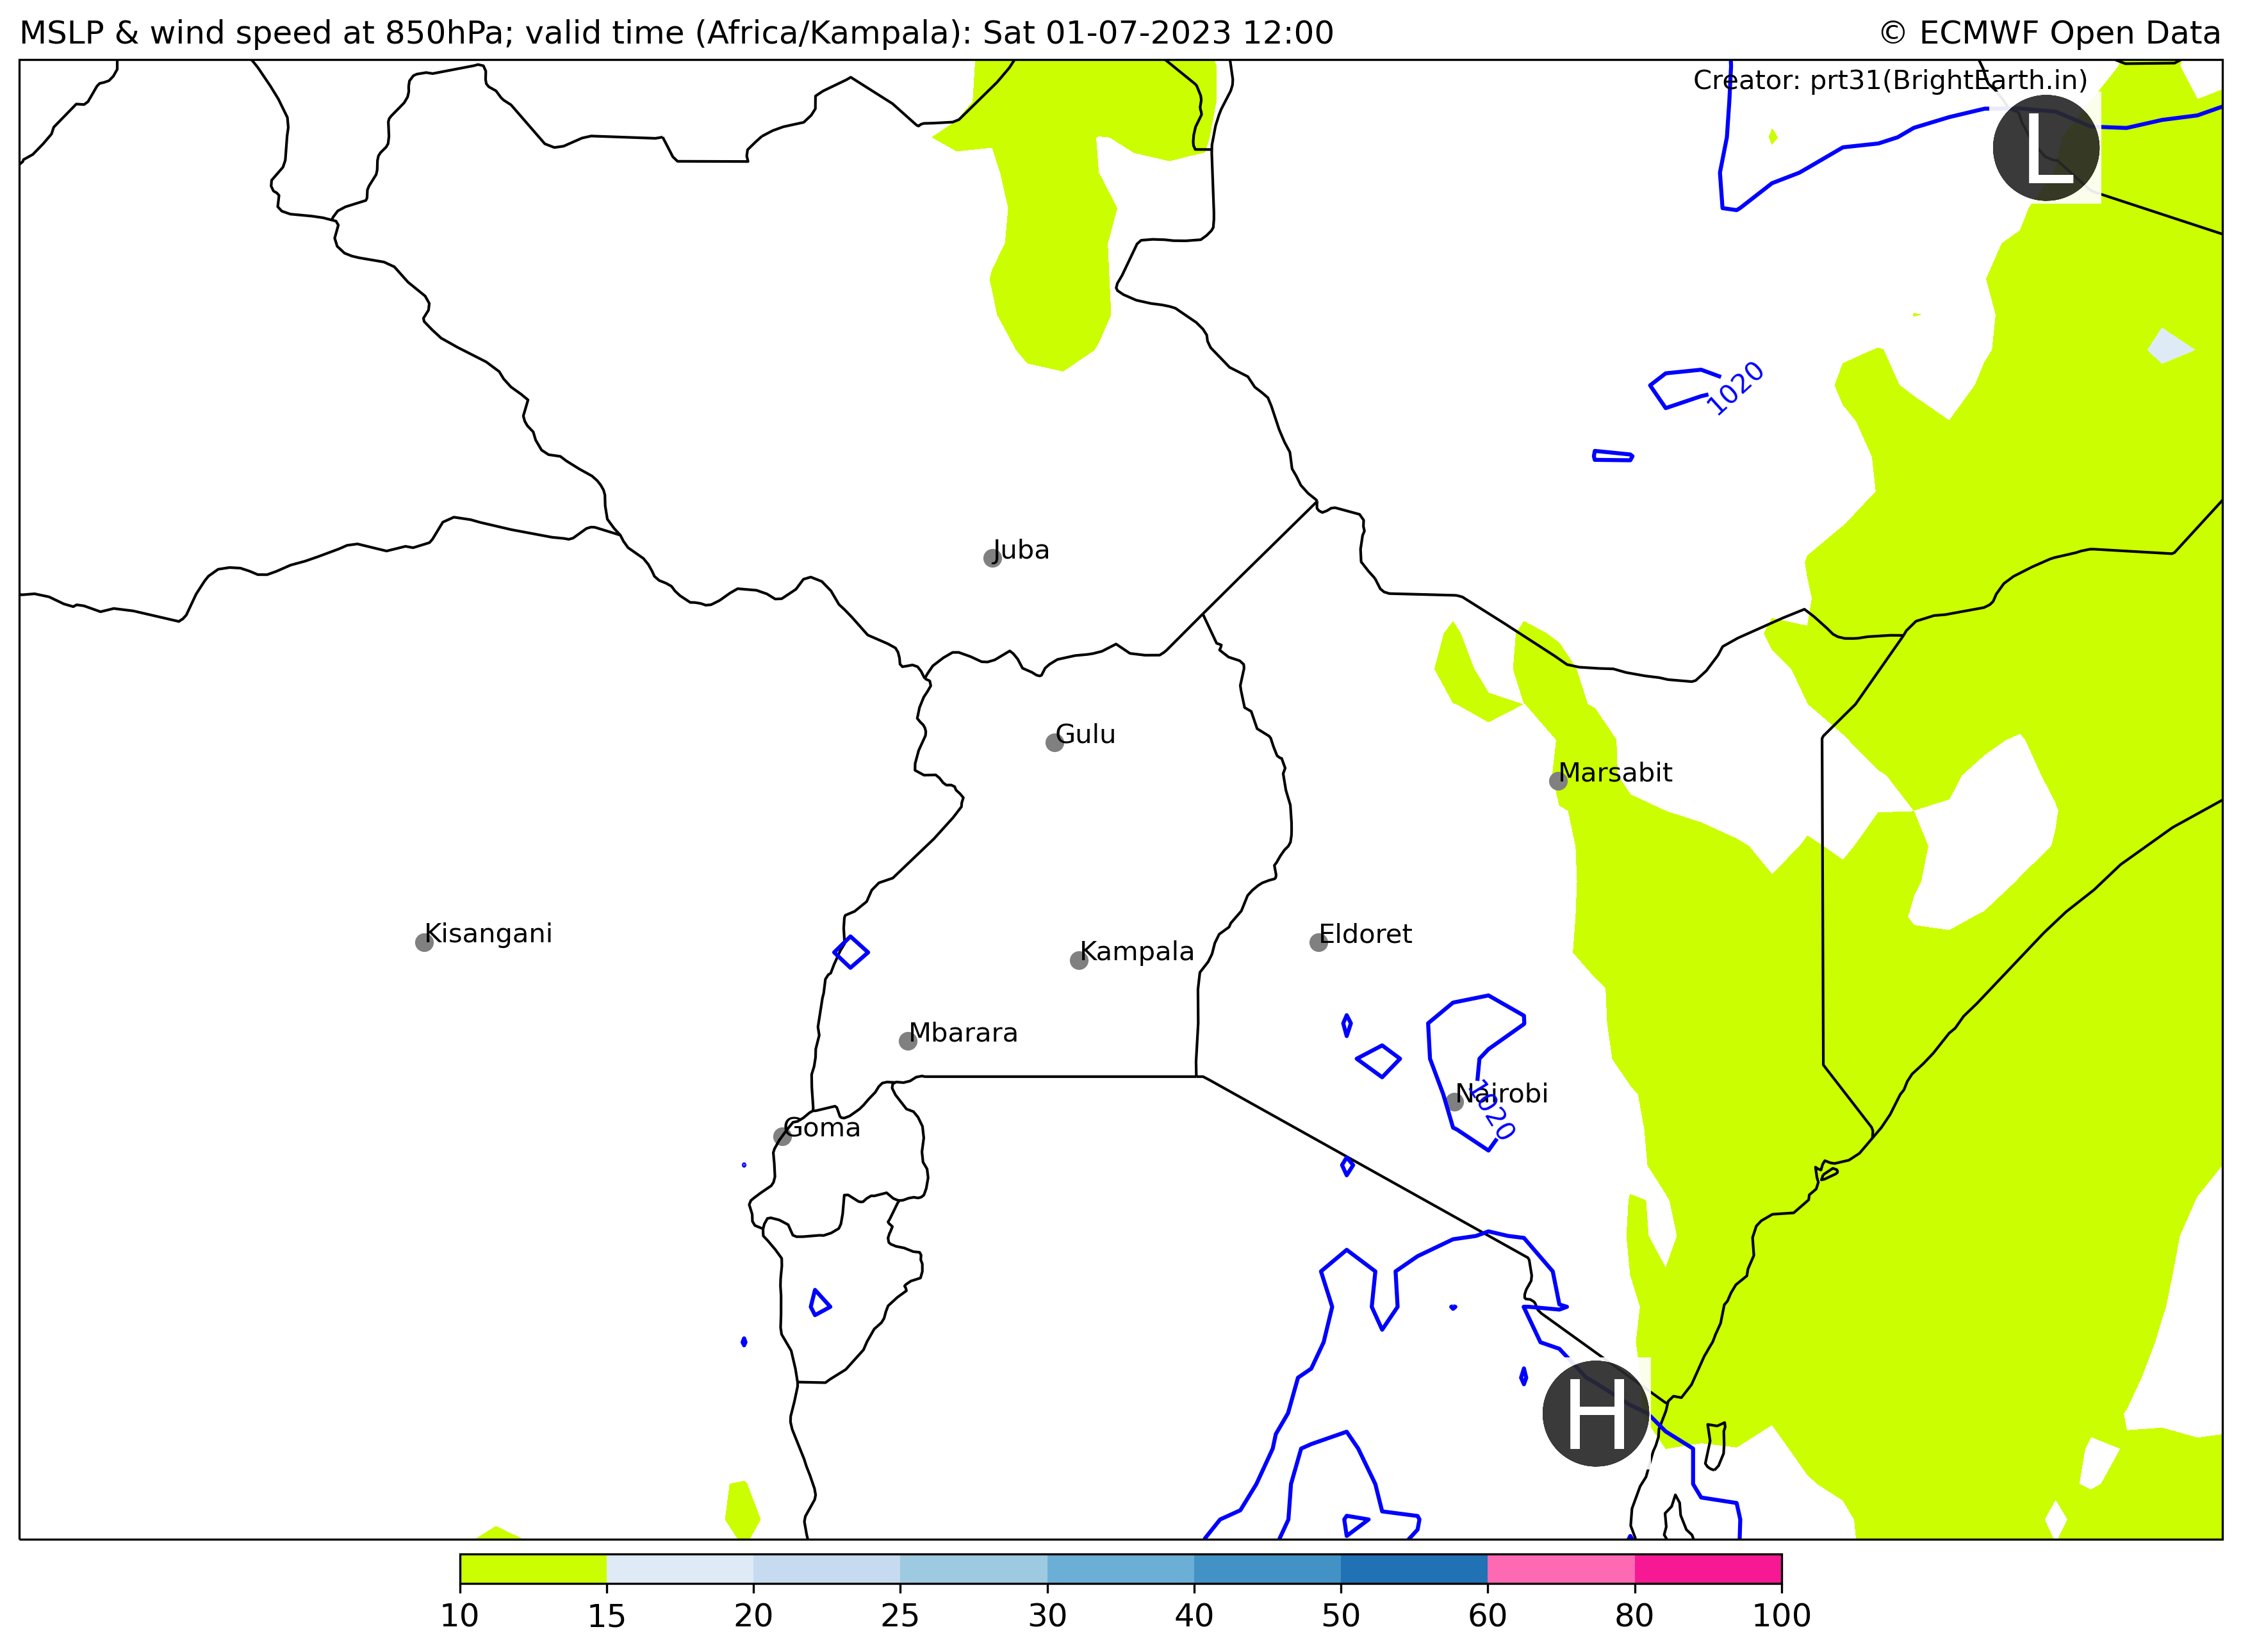 MSLP & wind speed at 850hPa; valid time (Africa/Kampala): Sat 01-07-2023 12:00
© ECMWF Open Data
Creator: prt31(BrightEarth.in)
L
1020
Juba
Gulu
Marsabit
Kisangani
Eldoret
Kampala
Mbarara
Nairobi
1020
Goma
H
10 15 20 25 30 40 50 60 80 100